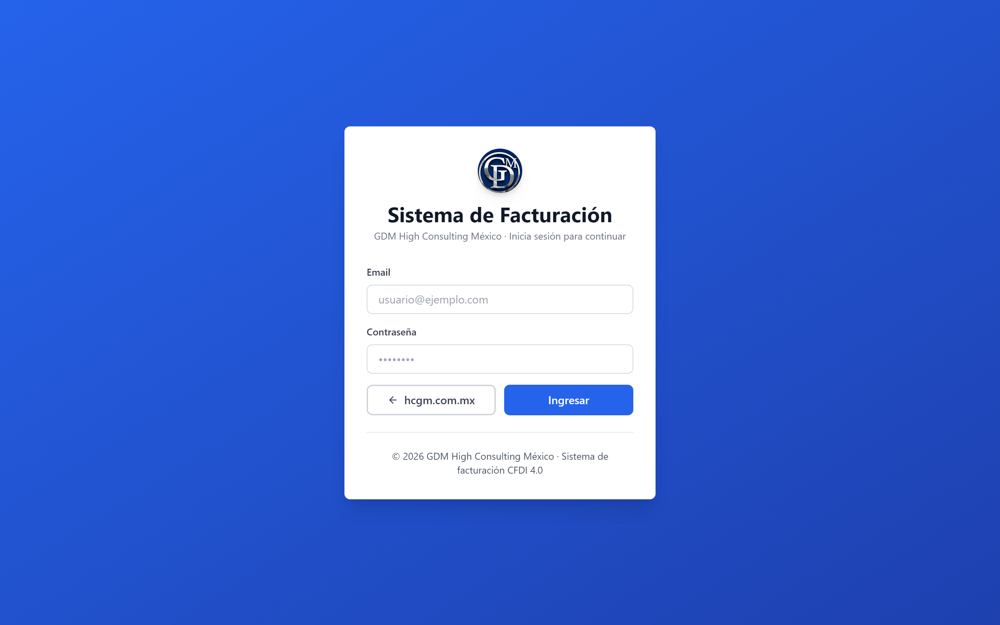 GDM
Sistema de Facturación
GDM High Consulting México · Inicia sesión para continuar
Email
usuario@ejemplo.com
Contraseña
••••••••
← hcgm.com.mx
Ingresar
© 2026 GDM High Consulting México · Sistema de
facturación CFDI 4.0